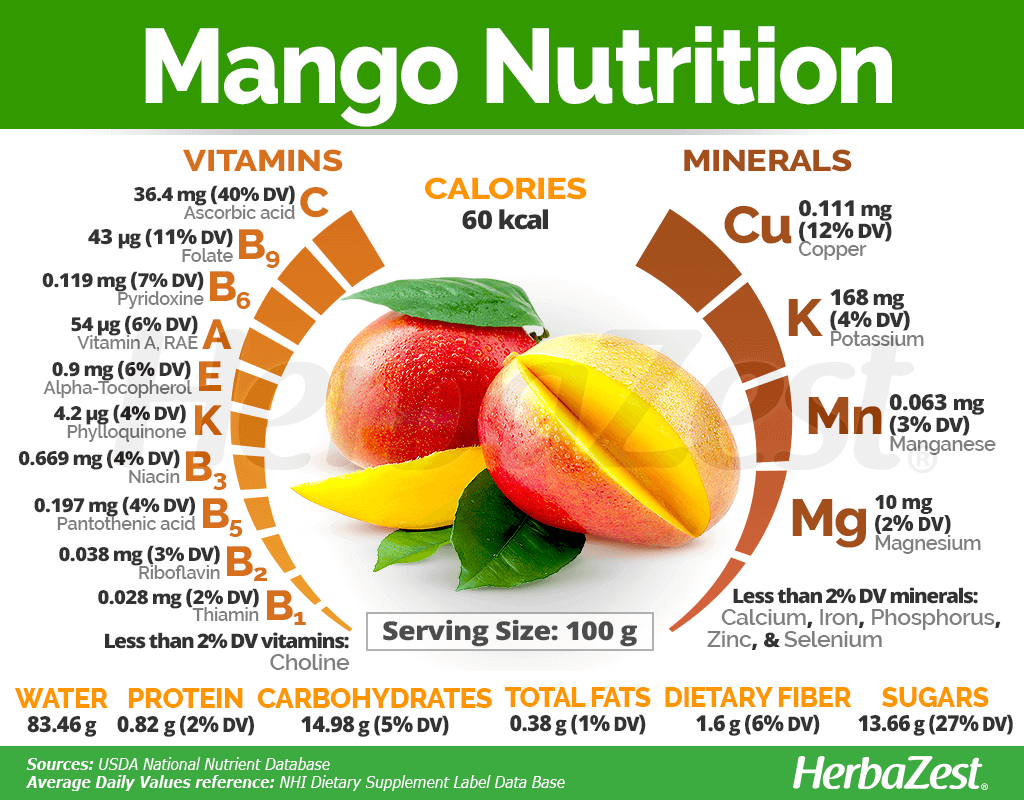 Mango Nutrition
VITAMINS
36.4 mg (40% DV)
Ascorbic acid
C
43 µg (11% DV)
Folate
B9
0.119 mg (7% DV)
Pyridoxine
B6
54 µg (6% DV)
Vitamin A, RAE
A
0.9 mg (6% DV)
Alpha-Tocopherol
E
4.2 µg (4% DV)
Phylloquinone
K
0.669 mg (4% DV)
Niacin
B3
0.197 mg (4% DV)
Pantothenic acid
B5
0.038 mg (3% DV)
Riboflavin
B2
0.028 mg (2% DV)
Thiamin
B1
Less than 2% DV vitamins:
Choline
CALORIES
60 kcal
HerbaZest®
Serving Size: 100 g
MINERALS
Cu
0.111 mg
(12% DV)
Copper
K
168 mg
(4% DV)
Potassium
Mn
0.063 mg
(3% DV)
Manganese
Mg
10 mg
(2% DV)
Magnesium
Less than 2% DV minerals:
Calcium, Iron, Phosphorus,
Zinc, & Selenium
WATER
83.46 g
PROTEIN
0.82 g (2% DV)
CARBOHYDRATES
14.98 g (5% DV)
TOTAL FATS
0.38 g (1% DV)
DIETARY FIBER
1.6 g (6% DV)
SUGARS
13.66 g (27% DV)
Sources: USDA National Nutrient Database
Average Daily Values reference: NHI Dietary Supplement Label Data Base
HerbaZest®